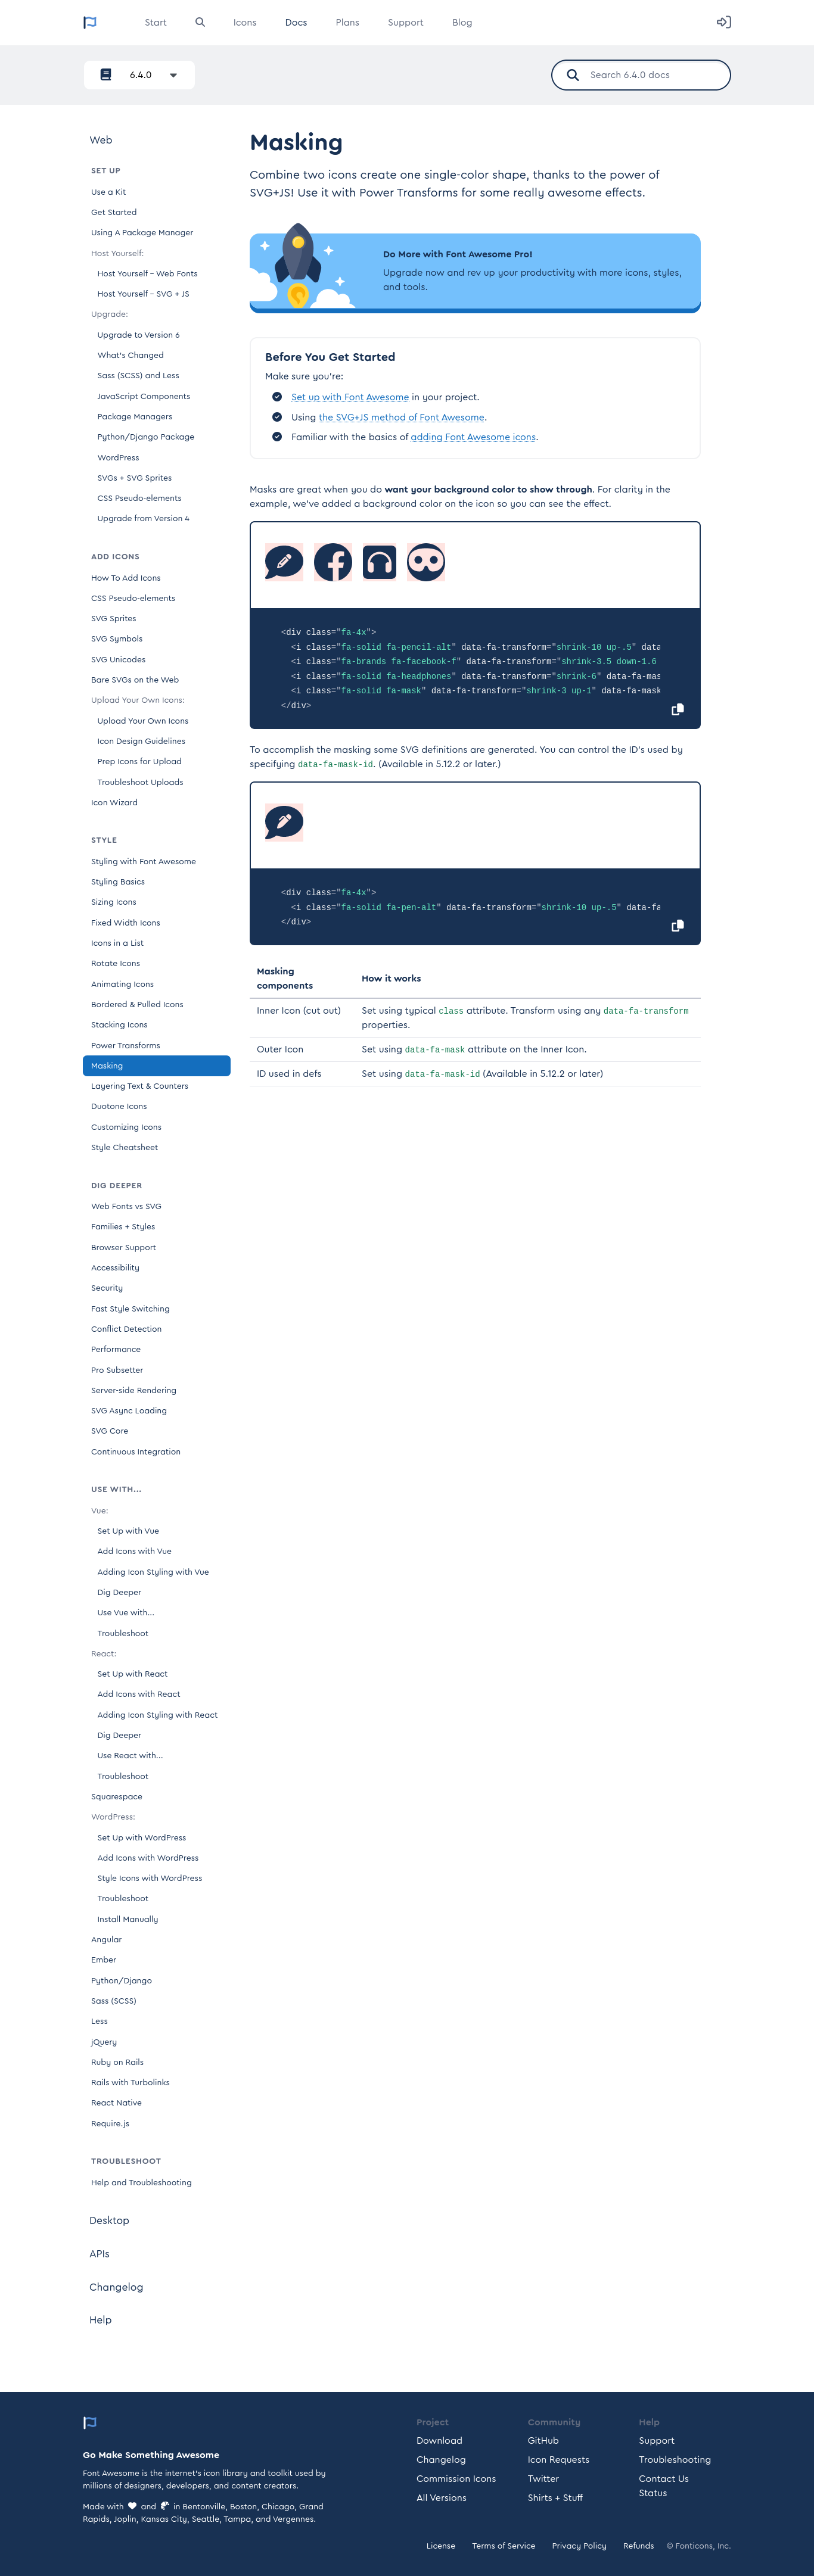 Start
Icons
Docs
Plans
Support
Blog
6.4.0
Search 6.4.0 docs
Web
SET UP
Use a Kit
Get Started
Using A Package Manager
Host Yourself:
Host Yourself - Web Fonts
Host Yourself - SVG + JS
Upgrade:
Upgrade to Version 6
What's Changed
Sass (SCSS) and Less
JavaScript Components
Package Managers
Python/Django Package
WordPress
SVGs + SVG Sprites
CSS Pseudo-elements
Upgrade from Version 4
ADD ICONS
How To Add Icons
CSS Pseudo-elements
SVG Sprites
SVG Symbols
SVG Unicodes
Bare SVGs on the Web
Upload Your Own Icons:
Upload Your Own Icons
Icon Design Guidelines
Prep Icons for Upload
Troubleshoot Uploads
Icon Wizard
STYLE
Styling with Font Awesome
Styling Basics
Sizing Icons
Fixed Width Icons
Icons in a List
Rotate Icons
Animating Icons
Bordered & Pulled Icons
Stacking Icons
Power Transforms
Masking
Layering Text & Counters
Duotone Icons
Customizing Icons
Style Cheatsheet
DIG DEEPER
Web Fonts vs SVG
Families + Styles
Browser Support
Accessibility
Security
Fast Style Switching
Conflict Detection
Performance
Pro Subsetter
Server-side Rendering
SVG Async Loading
SVG Core
Continuous Integration
USE WITH...
Vue:
Set Up with Vue
Add Icons with Vue
Adding Icon Styling with Vue
Dig Deeper
Use Vue with...
Troubleshoot
React:
Set Up with React
Add Icons with React
Adding Icon Styling with React
Dig Deeper
Use React with...
Troubleshoot
Squarespace
WordPress:
Set Up with WordPress
Add Icons with WordPress
Style Icons with WordPress
Troubleshoot
Install Manually
Angular
Ember
Python/Django
Sass (SCSS)
Less
jQuery
Ruby on Rails
Rails with Turbolinks
React Native
Require.js
TROUBLESHOOT
Help and Troubleshooting
Desktop
APIs
Changelog
Help
Masking
Combine two icons create one single-color shape, thanks to the power of
SVG+JS! Use it with Power Transforms for some really awesome effects.
Do More with Font Awesome Pro!
Upgrade now and rev up your productivity with more icons, styles,
and tools.
Before You Get Started
Make sure you're:
Set up with Font Awesome in your project.
Using the SVG+JS method of Font Awesome.
Familiar with the basics of adding Font Awesome icons.
Masks are great when you do want your background color to show through. For clarity in the
example, we've added a background color on the icon so you can see the effect.
<div class="fa-4x">
<i class="fa-solid fa-pencil-alt" data-fa-transform="shrink-10 up-.5" data
<i class="fa-brands fa-facebook-f" data-fa-transform="shrink-3.5 down-1.6
<i class="fa-solid fa-headphones" data-fa-transform="shrink-6" data-fa-mas
<i class="fa-solid fa-mask" data-fa-transform="shrink-3 up-1" data-fa-mask
</div>
To accomplish the masking some SVG definitions are generated. You can control the ID's used by
specifying data-fa-mask-id. (Available in 5.12.2 or later.)
<div class="fa-4x">
<i class="fa-solid fa-pen-alt" data-fa-transform="shrink-10 up-.5" data-fa
</div>
Masking
components
How it works
Inner Icon (cut out)
Set using typical class attribute. Transform using any data-fa-transform
properties.
Outer Icon
Set using data-fa-mask attribute on the Inner Icon.
ID used in defs
Set using data-fa-mask-id (Available in 5.12.2 or later)
Go Make Something Awesome
Font Awesome is the internet's icon library and toolkit used by
millions of designers, developers, and content creators.
Made with and in Bentonville, Boston, Chicago, Grand
Rapids, Joplin, Kansas City, Seattle, Tampa, and Vergennes.
Project
Download
Changelog
Commission Icons
All Versions
Community
GitHub
Icon Requests
Twitter
Shirts + Stuff
Help
Support
Troubleshooting
Contact Us
Status
License
Terms of Service
Privacy Policy
Refunds
© Fonticons, Inc.